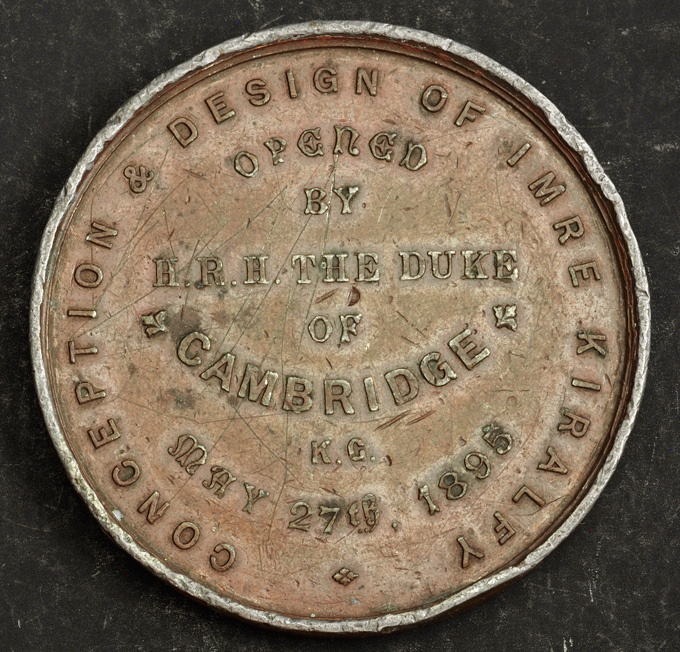 CONCEPTION & DESIGN OF IMRE KIRALFY
OPENED
BY
H.R.H. THE DUKE
OF
CAMBRIDGE
K.G.
MAY 27th, 1895